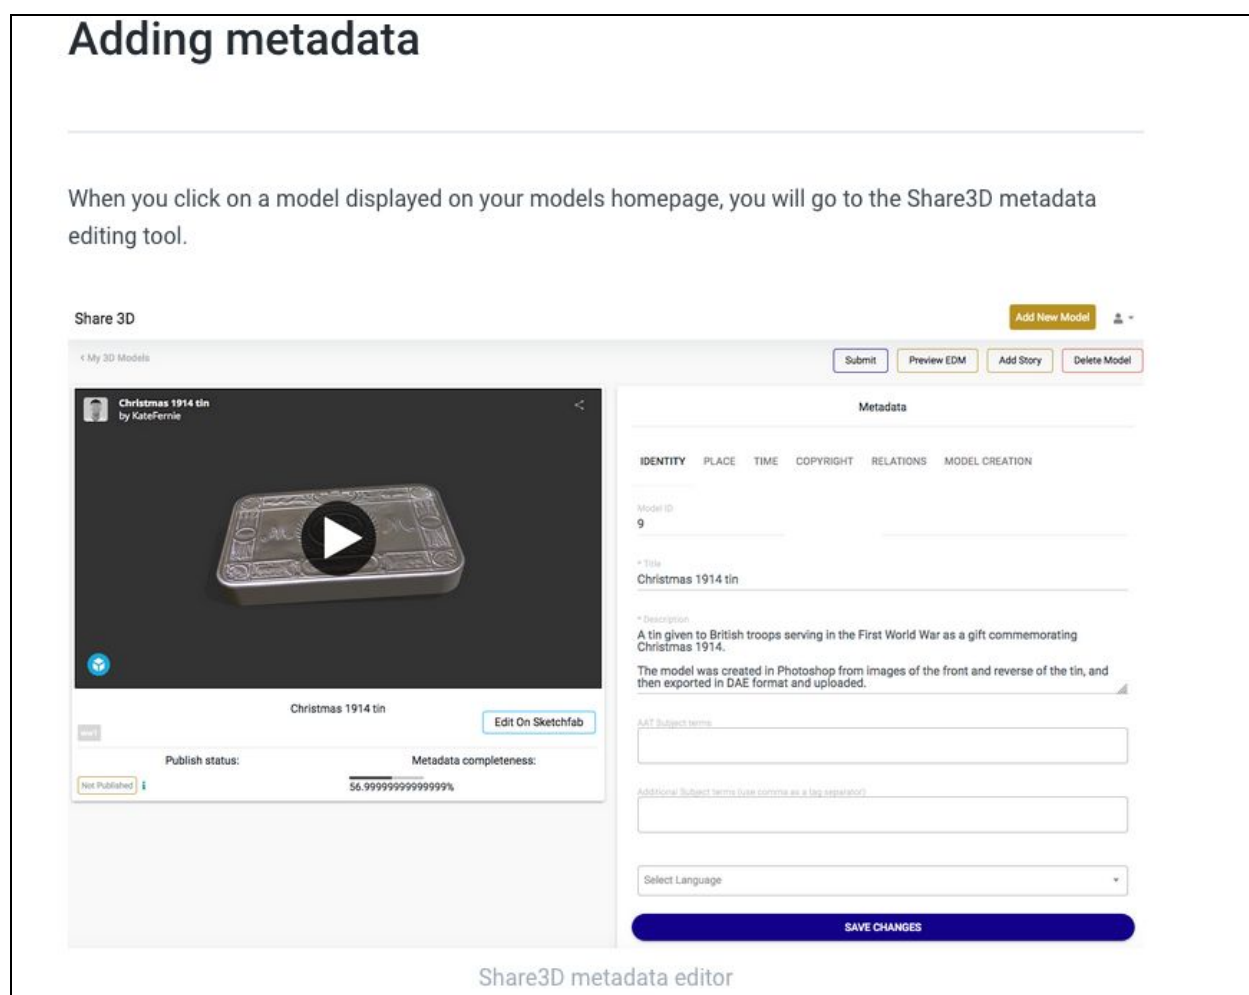 Adding metadata
When you click on a model displayed on your models homepage, you will go to the Share3D metadata
editing tool.
Share 3D
Add New Model
< My 3D Models
Submit
Preview EDM
Add Story
Delete Model
Christmas 1914 tin
by KateFernie
Metadata
IDENTITY PLACE TIME COPYRIGHT RELATIONS MODEL CREATION
Model ID
9
* Title
Christmas 1914 tin
* Description
A tin given to British troops serving in the First World War as a gift commemorating
Christmas 1914.
The model was created in Photoshop from images of the front and reverse of the tin, and
then exported in DAE format and uploaded.
Christmas 1914 tin
Edit On Sketchfab
ww1
Publish status:
Metadata completeness:
Not Published
56.99999999999999%
AAT Subject terms
Additional Subject terms (use comma as a tag separator)
Select Language
SAVE CHANGES
Share3D metadata editor